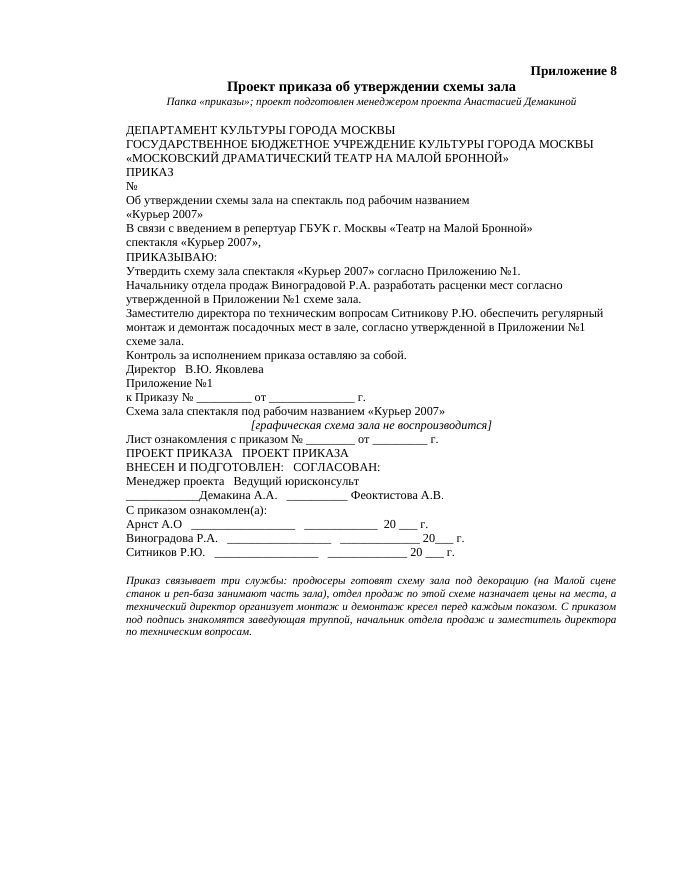 Приложение 8
Проект приказа об утверждении схемы зала
Папка «приказы»; проект подготовлен менеджером проекта Анастасией Демакиной
ДЕПАРТАМЕНТ КУЛЬТУРЫ ГОРОДА МОСКВЫ
ГОСУДАРСТВЕННОЕ БЮДЖЕТНОЕ УЧРЕЖДЕНИЕ КУЛЬТУРЫ ГОРОДА МОСКВЫ
«МОСКОВСКИЙ ДРАМАТИЧЕСКИЙ ТЕАТР НА МАЛОЙ БРОННОЙ»
ПРИКАЗ
№
Об утверждении схемы зала на спектакль под рабочим названием
«Курьер 2007»
В связи с введением в репертуар ГБУК г. Москвы «Театр на Малой Бронной»
спектакля «Курьер 2007»,
ПРИКАЗЫВАЮ:
Утвердить схему зала спектакля «Курьер 2007» согласно Приложению №1.
Начальнику отдела продаж Виноградовой Р.А. разработать расценки мест согласно
утвержденной в Приложении №1 схеме зала.
Заместителю директора по техническим вопросам Ситникову Р.Ю. обеспечить регулярный
монтаж и демонтаж посадочных мест в зале, согласно утвержденной в Приложении №1
схеме зала.
Контроль за исполнением приказа оставляю за собой.
Директор В.Ю. Яковлева
Приложение №1
к Приказу № _________ от ______________ г.
Схема зала спектакля под рабочим названием «Курьер 2007»
[графическая схема зала не воспроизводится]
Лист ознакомления с приказом № ________ от _________ г.
ПРОЕКТ ПРИКАЗА ПРОЕКТ ПРИКАЗА
ВНЕСЕН И ПОДГОТОВЛЕН: СОГЛАСОВАН:
Менеджер проекта Ведущий юрисконсульт
____________Демакина А.А. __________ Феоктистова А.В.
С приказом ознакомлен(а):
Арнст А.О _________________ ____________ 20 ___ г.
Виноградова Р.А. _________________ _____________ 20___ г.
Ситников Р.Ю. _________________ _____________ 20 ___ г.
Приказ связывает три службы: продюсеры готовят схему зала под декорацию (на Малой сцене
станок и реп-база занимают часть зала), отдел продаж по этой схеме назначает цены на места, а
технический директор организует монтаж и демонтаж кресел перед каждым показом. С приказом
под подпись знакомятся заведующая труппой, начальник отдела продаж и заместитель директора
по техническим вопросам.